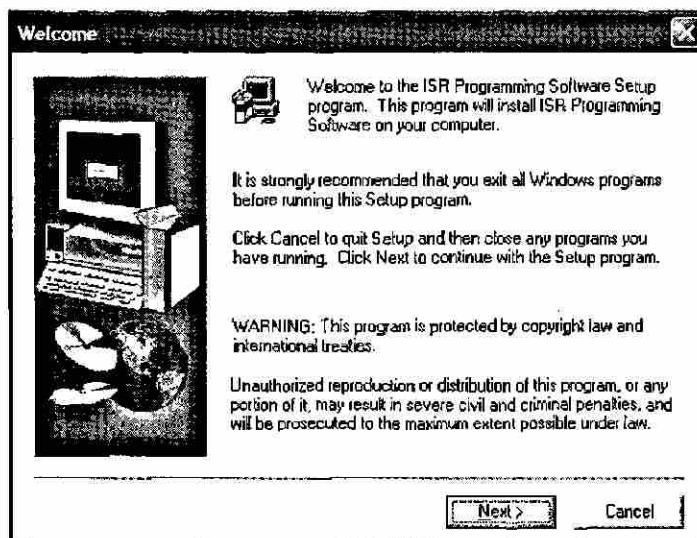 Welcome
Welcome to the ISR Programming Software Setup
program. This program will install ISR Programming
Software on your computer.
It is strongly recommended that you exit all Windows programs
before running this Setup program.
Click Cancel to quit Setup and then close any programs you
have running. Click Next to continue with the Setup program.
WARNING: This program is protected by copyright law and
international treaties.
Unauthorized reproduction or distribution of this program, or any
portion of it, may result in severe civil and criminal penalties, and
will be prosecuted to the maximum extent possible under law.
Next > Cancel